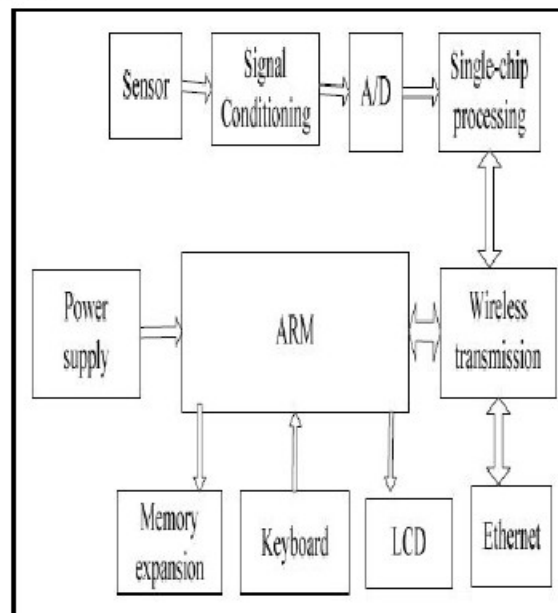 Sensor
Signal
Conditioning
A/D
Single-chip
processing
Power
supply
ARM
Wireless
transmission
Memory
expansion
Keyboard
LCD
Ethernet